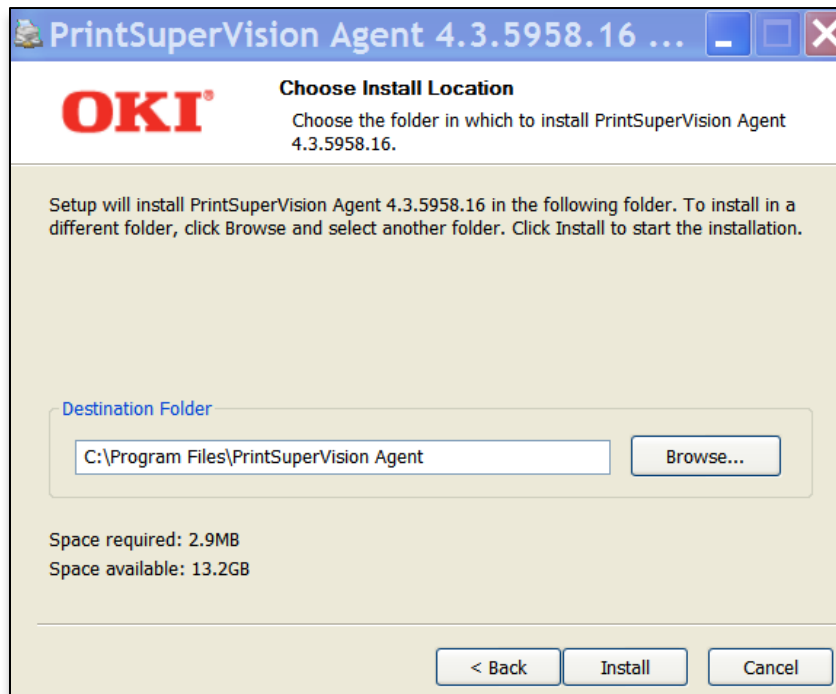 PrintSuperVision Agent 4.3.5958.16 ...
OKI®
Choose Install Location
Choose the folder in which to install PrintSuperVision Agent
4.3.5958.16.
Setup will install PrintSuperVision Agent 4.3.5958.16 in the following folder. To install in a
different folder, click Browse and select another folder. Click Install to start the installation.
Destination Folder
C:\Program Files\PrintSuperVision Agent
Browse...
Space required: 2.9MB
Space available: 13.2GB
< Back
Install
Cancel